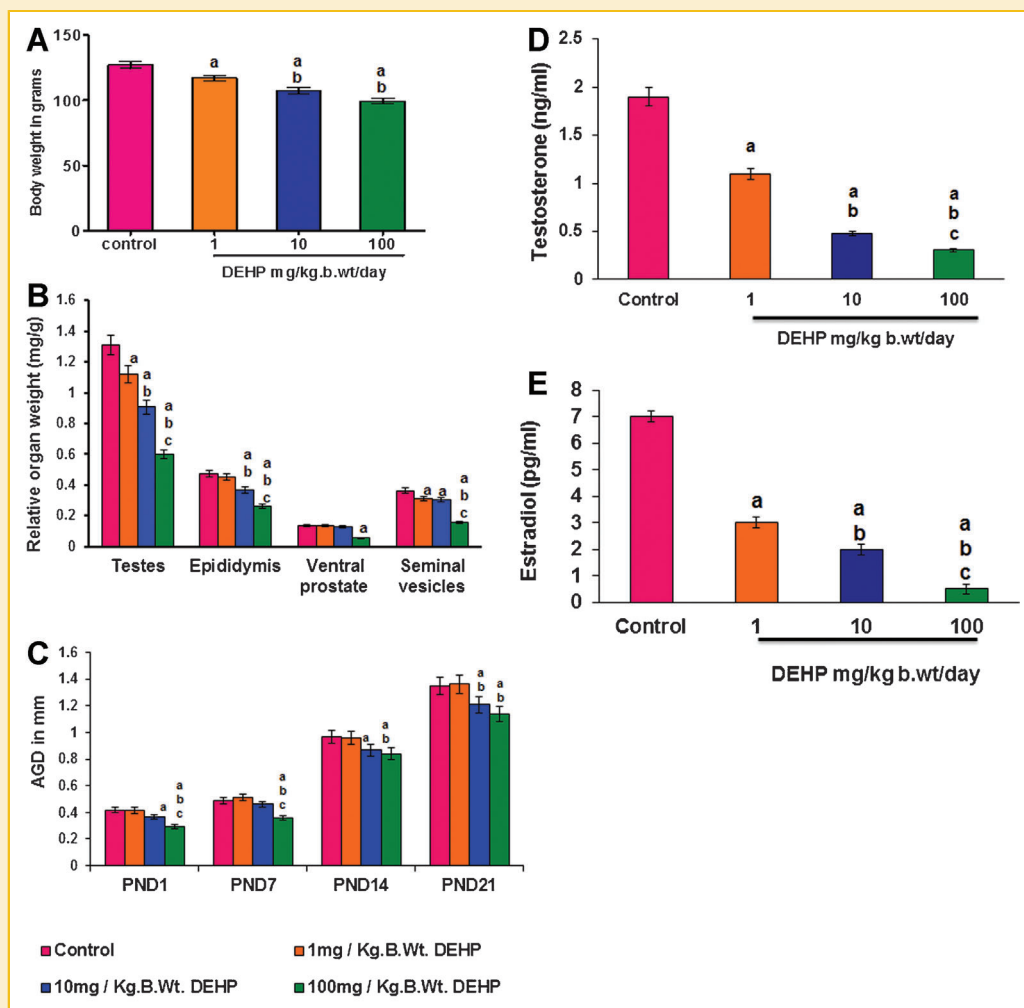 A
Body weight In grams
150
100
50
0
a
a
b
a
b
control
1
10
100
DEHP mg/kg.b.wt/day
B
Relative organ weight (mg/g)
1.6
1.4
1.2
1
0.8
0.6
0.4
0.2
0
a
a
b
a
b
c
a
b
a
b
c
a
a
a
a
b
c
Testes
Epididymis
Ventral
prostate
Seminal
vesicles
C
AGD in mm
1.6
1.4
1.2
1
0.8
0.6
0.4
0.2
0
a
a
b
c
a
b
c
a
a
b
a
b
a
b
PND1
PND7
PND14
PND21
Control
1mg / Kg.B.Wt. DEHP
10mg / Kg.B.Wt. DEHP
100mg / Kg.B.Wt. DEHP
D
Testosterone (ng/ml)
2.5
2
1.5
1
0.5
0
a
a
b
a
b
c
Control
1
10
100
DEHP mg/kg b.wt/day
E
Estradiol (pg/ml)
8
7
6
5
4
3
2
1
0
a
a
b
a
b
c
Control
1
10
100
DEHP mg/kg b.wt/day